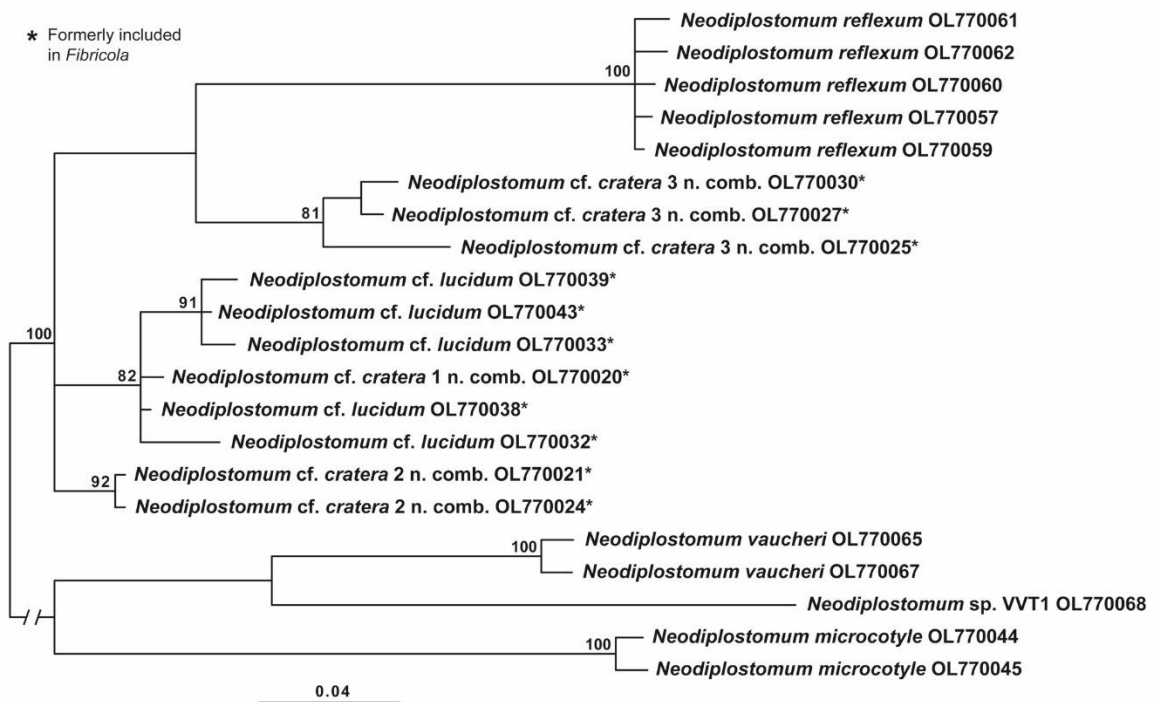 * Formerly included
in Fibricola
Neodiplostomum reflexum OL770061
Neodiplostomum reflexum OL770062
100
Neodiplostomum reflexum OL770060
Neodiplostomum reflexum OL770057
Neodiplostomum reflexum OL770059
Neodiplostomum cf. cratera 3 n. comb. OL770030*
81
Neodiplostomum cf. cratera 3 n. comb. OL770027*
Neodiplostomum cf. cratera 3 n. comb. OL770025*
Neodiplostomum cf. lucidum OL770039*
91
Neodiplostomum cf. lucidum OL770043*
Neodiplostomum cf. lucidum OL770033*
100
82
Neodiplostomum cf. cratera 1 n. comb. OL770020*
Neodiplostomum cf. lucidum OL770038*
Neodiplostomum cf. lucidum OL770032*
Neodiplostomum cf. cratera 2 n. comb. OL770021*
92
Neodiplostomum cf. cratera 2 n. comb. OL770024*
Neodiplostomum vaucheri OL770065
100
Neodiplostomum vaucheri OL770067
Neodiplostomum sp. VVT1 OL770068
Neodiplostomum microcotyle OL770044
100
Neodiplostomum microcotyle OL770045
0.04